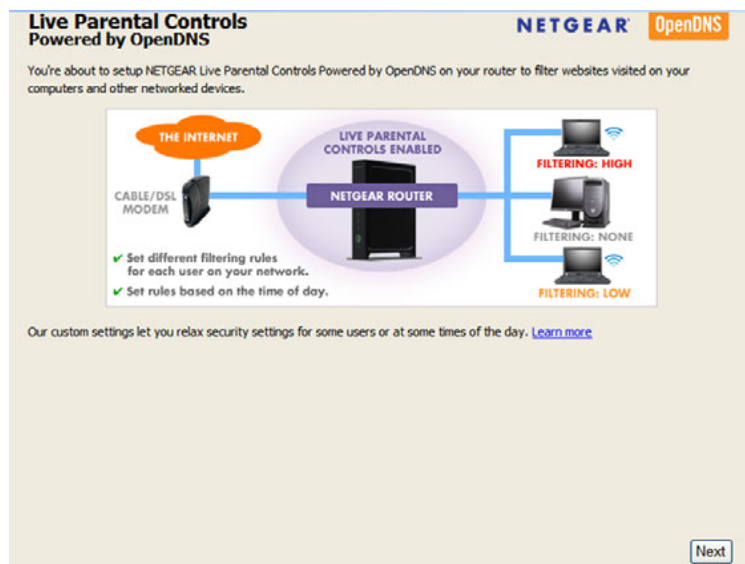 Live Parental Controls
Powered by OpenDNS
NETGEAR
OpenDNS
You're about to setup NETGEAR Live Parental Controls Powered by OpenDNS on your router to filter websites visited on your
computers and other networked devices.
THE INTERNET
LIVE PARENTAL
CONTROLS ENABLED
FILTERING: HIGH
CABLE/DSL
MODEM
NETGEAR ROUTER
FILTERING: NONE
✔ Set different filtering rules
for each user on your network.
✔ Set rules based on the time of day.
FILTERING: LOW
Our custom settings let you relax security settings for some users or at some times of the day. Learn more
Next